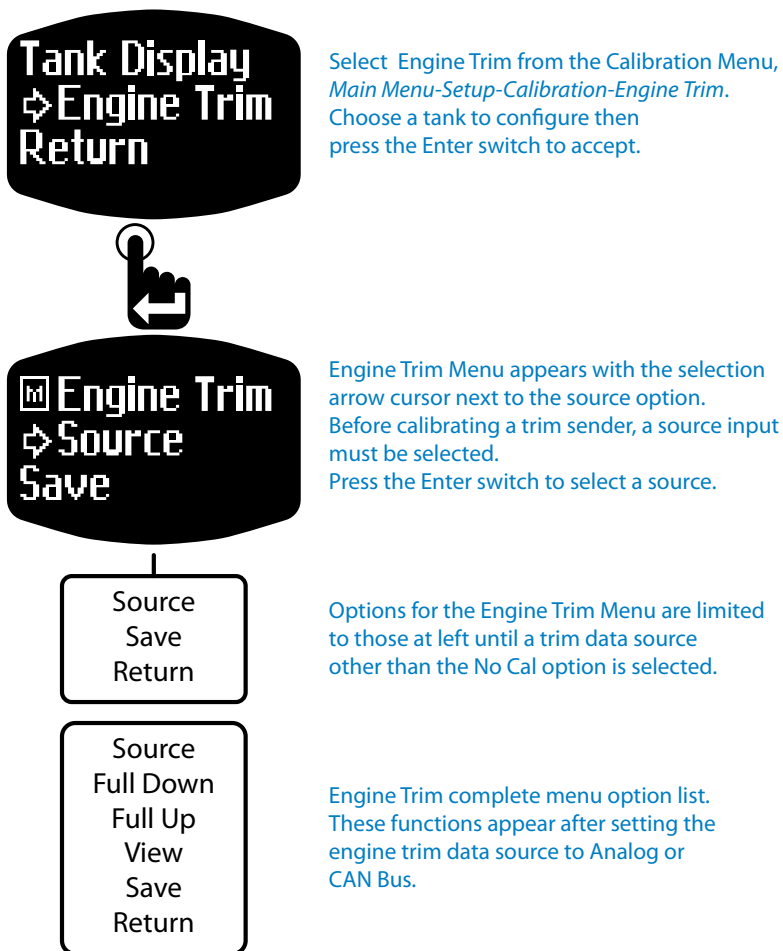 Tank Display
Engine Trim
Return
Select Engine Trim from the Calibration Menu,
Main Menu-Setup-Calibration-Engine Trim.
Choose a tank to configure then
press the Enter switch to accept.
M Engine Trim
Source
Save
Engine Trim Menu appears with the selection
arrow cursor next to the source option.
Before calibrating a trim sender, a source input
must be selected.
Press the Enter switch to select a source.
Source
Save
Return
Options for the Engine Trim Menu are limited
to those at left until a trim data source
other than the No Cal option is selected.
Source
Full Down
Full Up
View
Save
Return
Engine Trim complete menu option list.
These functions appear after setting the
engine trim data source to Analog or
CAN Bus.